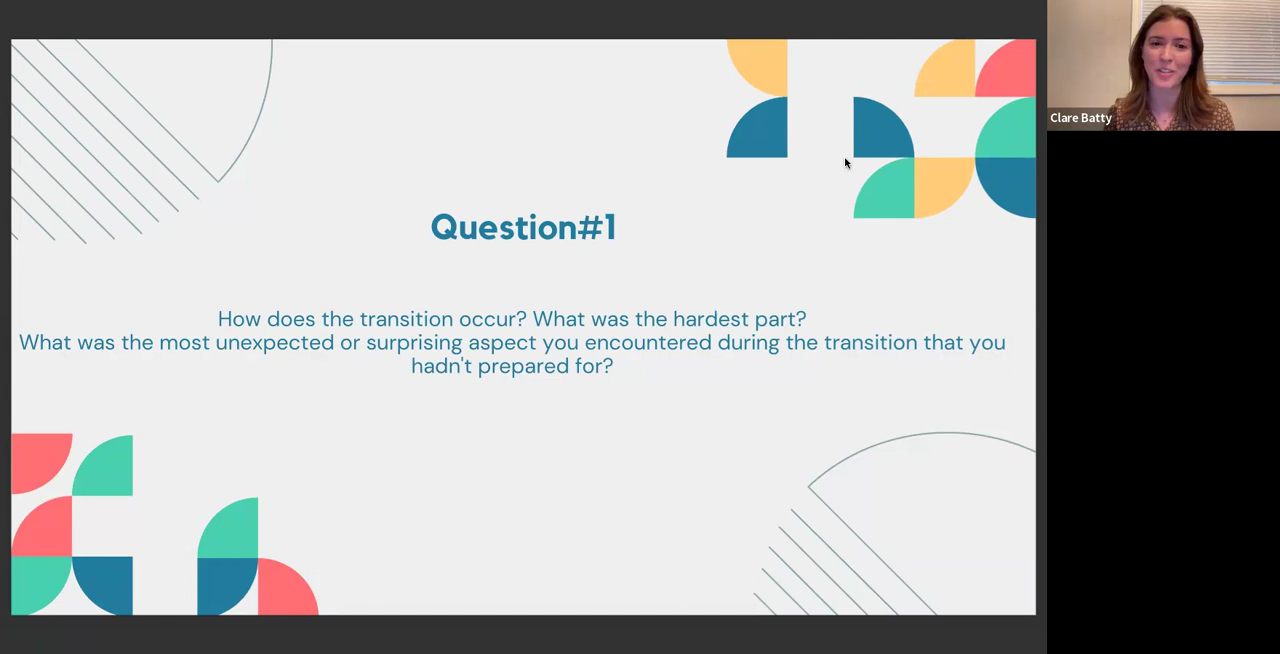 Clare Batty
Question#1
How does the transition occur? What was the hardest part?
What was the most unexpected or surprising aspect you encountered during the transition that you
hadn't prepared for?